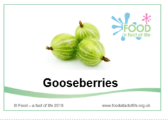 FOOD
a fact of life
Gooseberries
© Food – a fact of life 2015
www.foodafactoflife.org.uk